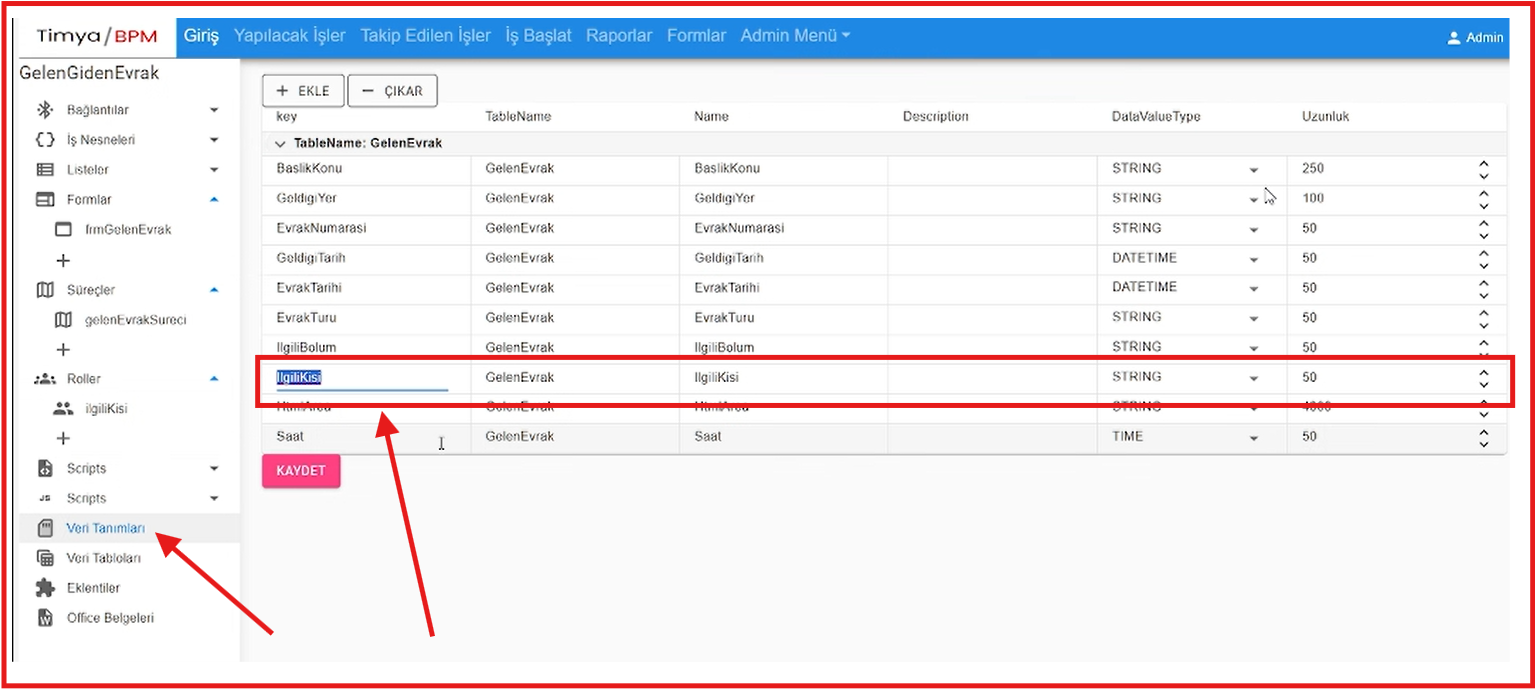 Timya/BPM Giriş Yapılacak İşler Takip Edilen İşler İş Başlat Raporlar Formlar Admin Menü Admin
GelenGidenEvrak
Bağlantılar
İş Nesneleri
Listeler
Formlar
frmGelenEvrak
+
Süreçler
gelenEvrakSureci
+
Roller
ilgiliKisi
+
Scripts
JS Scripts
Veri Tanımları
Veri Tabloları
Eklentiler
Office Belgeleri
+ EKLE − ÇIKAR
key TableName Name Description DataValueType Uzunluk
TableName: GelenEvrak
BaslikKonu GelenEvrak BaslikKonu STRING 250
GeldigiYer GelenEvrak GeldigiYer STRING 100
EvrakNumarasi GelenEvrak EvrakNumarasi STRING 50
GeldigiTarih GelenEvrak GeldigiTarih DATETIME 50
EvrakTarihi GelenEvrak EvrakTarihi DATETIME 50
EvrakTuru GelenEvrak EvrakTuru STRING 50
IlgiliBolum GelenEvrak IlgiliBolum STRING 50
IlgiliKisi GelenEvrak IlgiliKisi STRING 50
HtmlArea GelenEvrak HtmlArea STRING 4000
Saat GelenEvrak Saat TIME 50
KAYDET